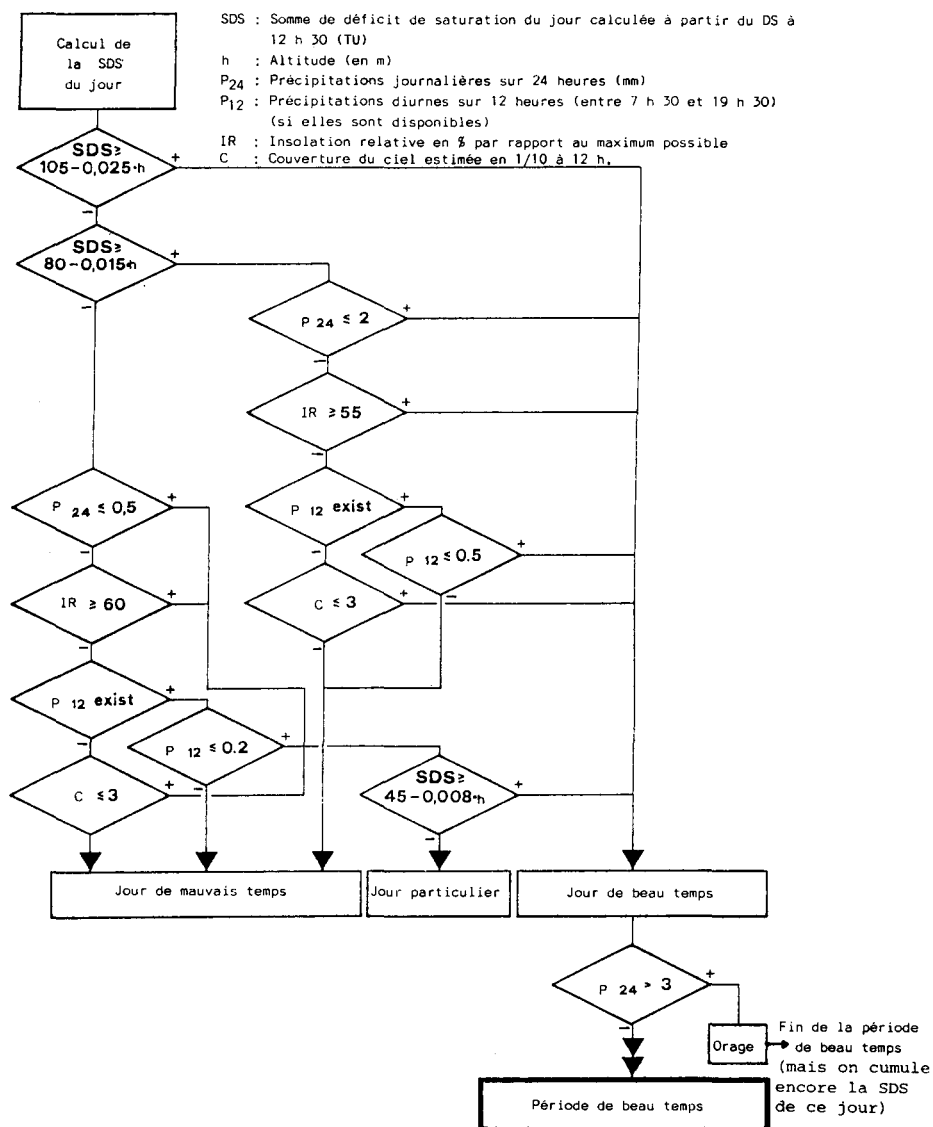 SDS : Somme de déficit de saturation du jour calculée à partir du DS à
12 h 30 (TU)
h : Altitude (en m)
P24 : Précipitations journalières sur 24 heures (mm)
P12 : Précipitations diurnes sur 12 heures (entre 7 h 30 et 19 h 30)
(si elles sont disponibles)
IR : Insolation relative en % par rapport au maximum possible
C : Couverture du ciel estimée en 1/10 à 12 h.
Calcul de
la SDS
du jour
SDS≥
105-0,025·h
+
-
SDS≥
80-0,015·h
+
-
P 24 ≤ 2
+
-
IR ≥ 55
+
-
P 12 exist
+
-
P 12 ≤ 0.5
+
-
C ≤ 3
+
-
P 24 ≤ 0,5
+
-
IR ≥ 60
+
-
P 12 exist
+
-
P 12 ≤ 0.2
+
-
C ≤ 3
+
-
SDS≥
45-0,008·h
+
-
Jour de mauvais temps
Jour particulier
Jour de beau temps
P 24 > 3
+
-
Orage
Fin de la période
de beau temps
(mais on cumule
encore la SDS
de ce jour)
Période de beau temps